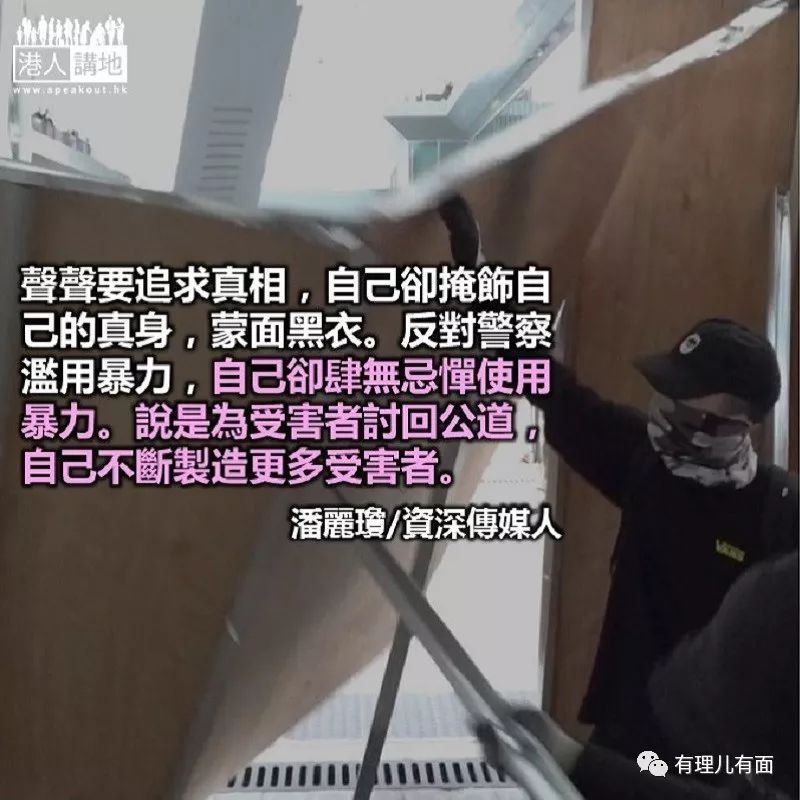 港人講地
www.speakout.hk
聲聲要追求真相，自己卻掩飾自
己的真身，蒙面黑衣。反對警察
濫用暴力，自己卻肆無忌憚使用
暴力。說是為受害者討回公道，
自己不斷製造更多受害者。
潘麗瓊/資深傳媒人
VANS
有理儿有面